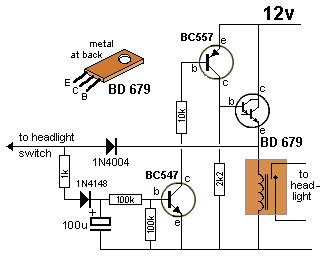 12v
metal
at back
BC557
e
b
c
E
C
B
BD 679
c
b
e
BD 679
10k
to headlight
switch
1N4004
to
head-
light
1k
1N4148
BC547
c
100k
b
2k2
+
100u
100k
e